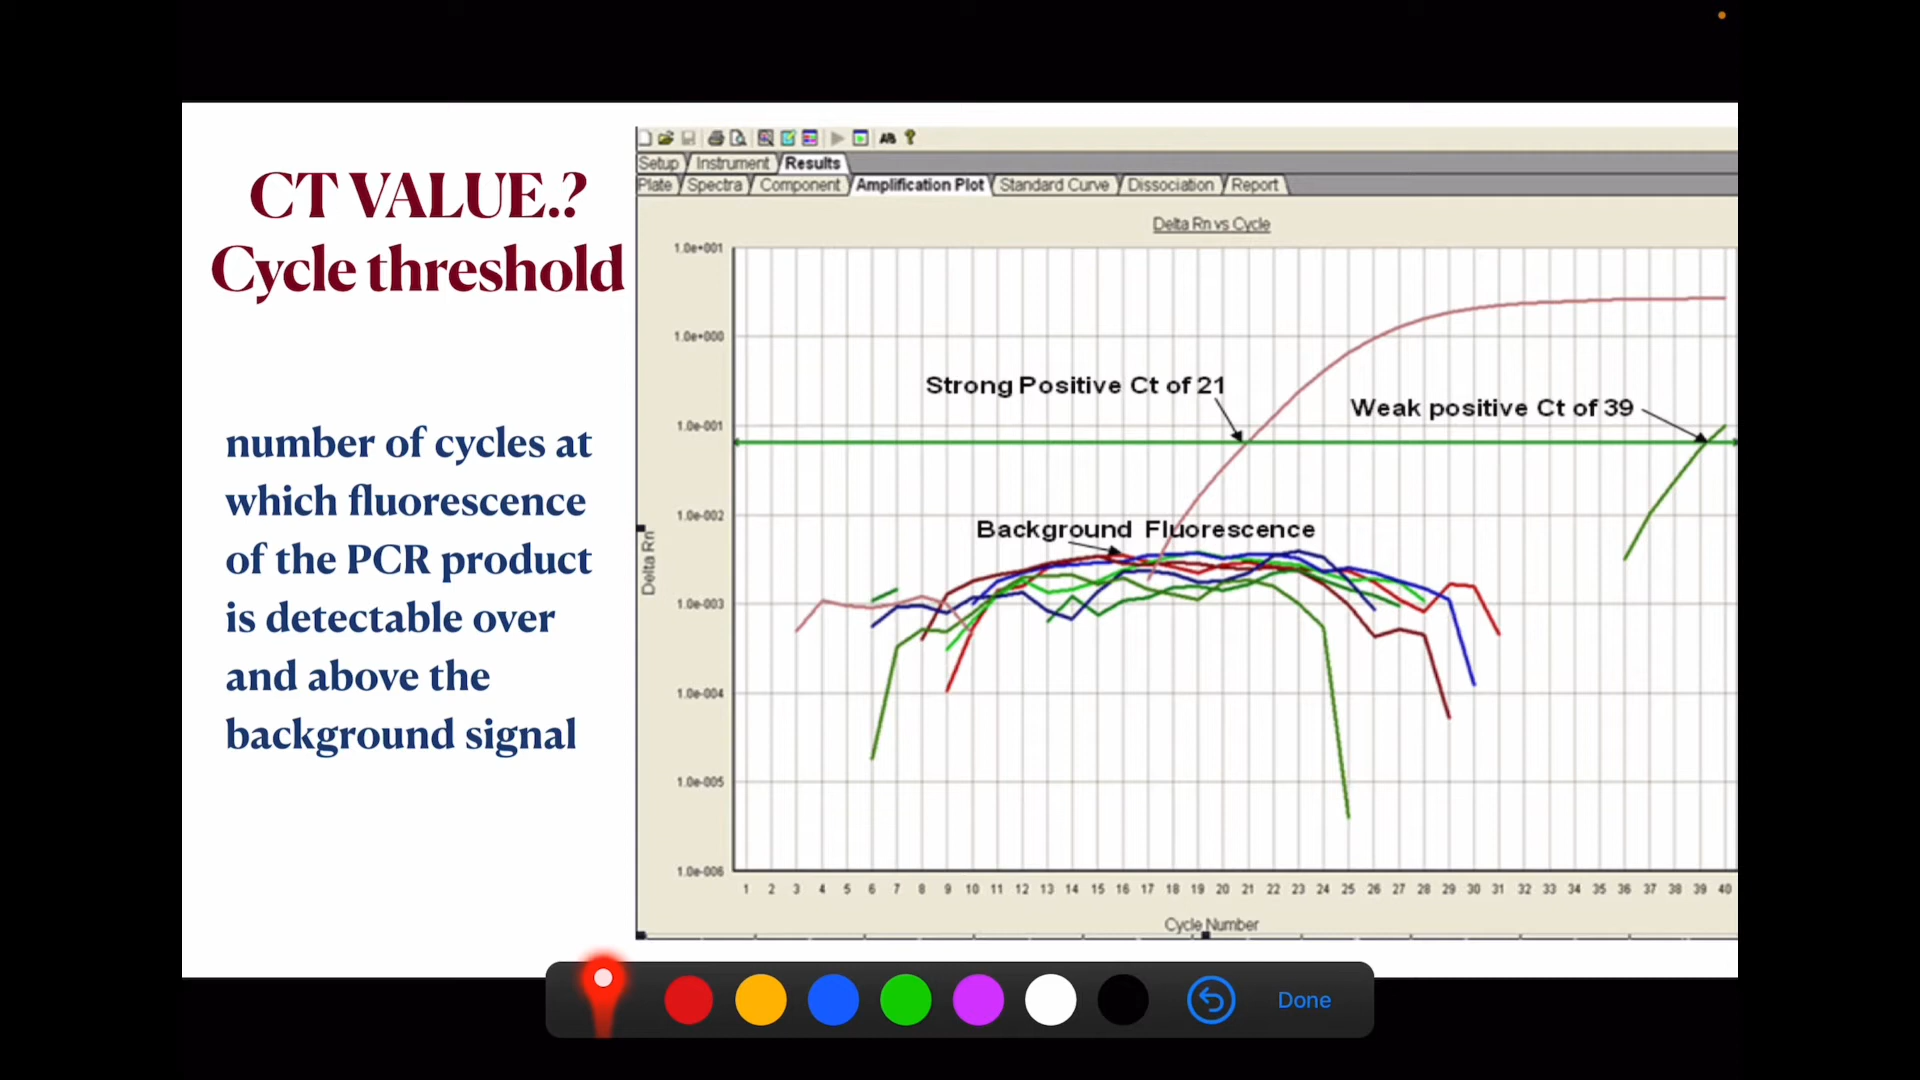 CT VALUE.?
Cycle threshold
number of cycles at
which fluorescence
of the PCR product
is detectable over
and above the
background signal
AB ?
Setup Instrument Results
Plate Spectra Component Amplification Plot Standard Curve Dissociation Report
Delta Rn vs Cycle
1.0e+001
1.0e+000
Strong Positive Ct of 21
Weak positive Ct of 39
1.0e-001
1.0e-002
Background Fluorescence
Delta Rn
1.0e-003
1.0e-004
1.0e-005
1.0e-006
1 2 3 4 5 6 7 8 9 10 11 12 13 14 15 16 17 18 19 20 21 22 23 24 25 26 27 28 29 30 31 32 33 34 35 36 37 38 39 40
Cycle Number
Done